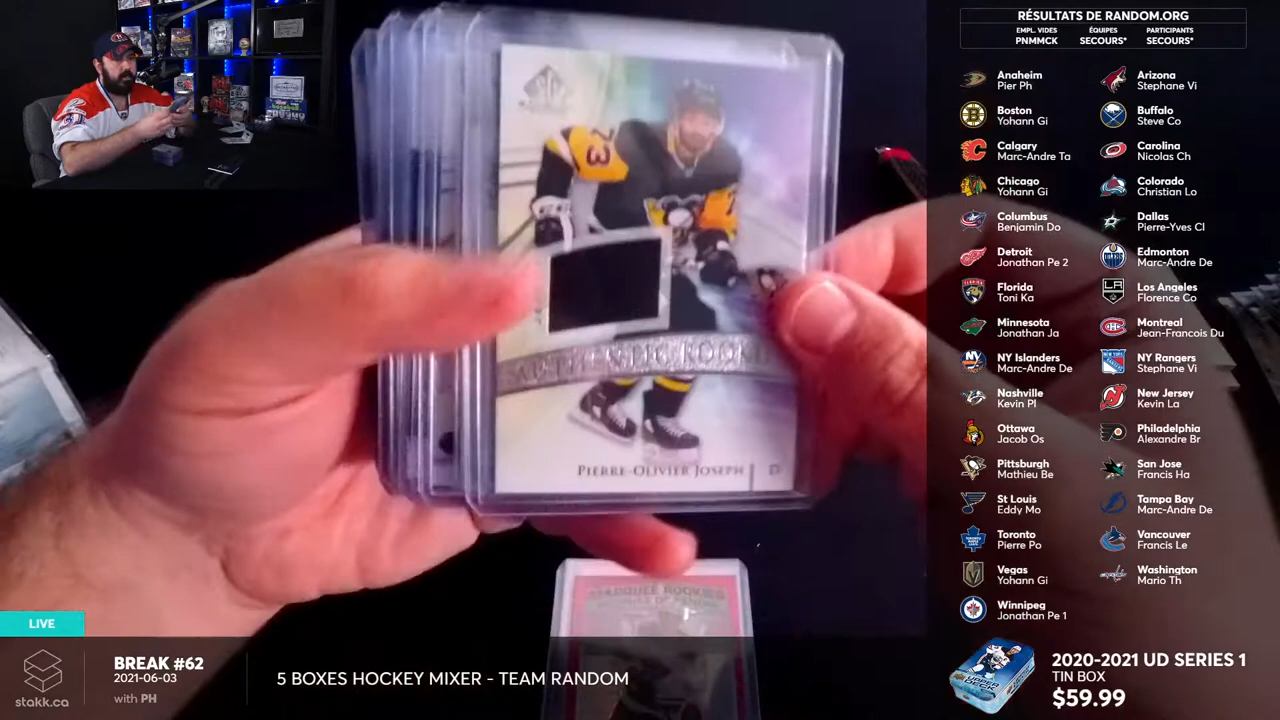 RÉSULTATS DE RANDOM.ORG
EMPL. VIDES
PNMMCK
ÉQUIPES
SECOURS*
PARTICIPANTS
SECOURS*
Anaheim
Pier Ph
Arizona
Stephane Vi
Boston
Yohann Gi
Buffalo
Steve Co
Calgary
Marc-Andre Ta
Carolina
Nicolas Ch
Chicago
Yohann Gi
Colorado
Christian Lo
Columbus
Benjamin Do
Dallas
Pierre-Yves Cl
Detroit
Jonathan Pe 2
Edmonton
Marc-Andre De
Florida
Toni Ka
Los Angeles
Florence Co
Minnesota
Jonathan Ja
Montreal
Jean-Francois Du
NY Islanders
Marc-Andre De
NY Rangers
Stephane Vi
Nashville
Kevin Pl
New Jersey
Kevin La
Ottawa
Jacob Os
Philadelphia
Alexandre Br
Pittsburgh
Mathieu Be
San Jose
Francis Ha
St Louis
Eddy Mo
Tampa Bay
Marc-Andre De
Toronto
Pierre Po
Vancouver
Francis Le
Vegas
Yohann Gi
Washington
Mario Th
Winnipeg
Jonathan Pe 1
73
AUTHENTIC ROOKIE
PIERRE-OLIVIER JOSEPH D
MARQUEE ROOKIES
LIVE
stakk.ca
BREAK #62
2021-06-03
with PH
5 BOXES HOCKEY MIXER - TEAM RANDOM
2020-2021 UD SERIES 1
TIN BOX
$59.99